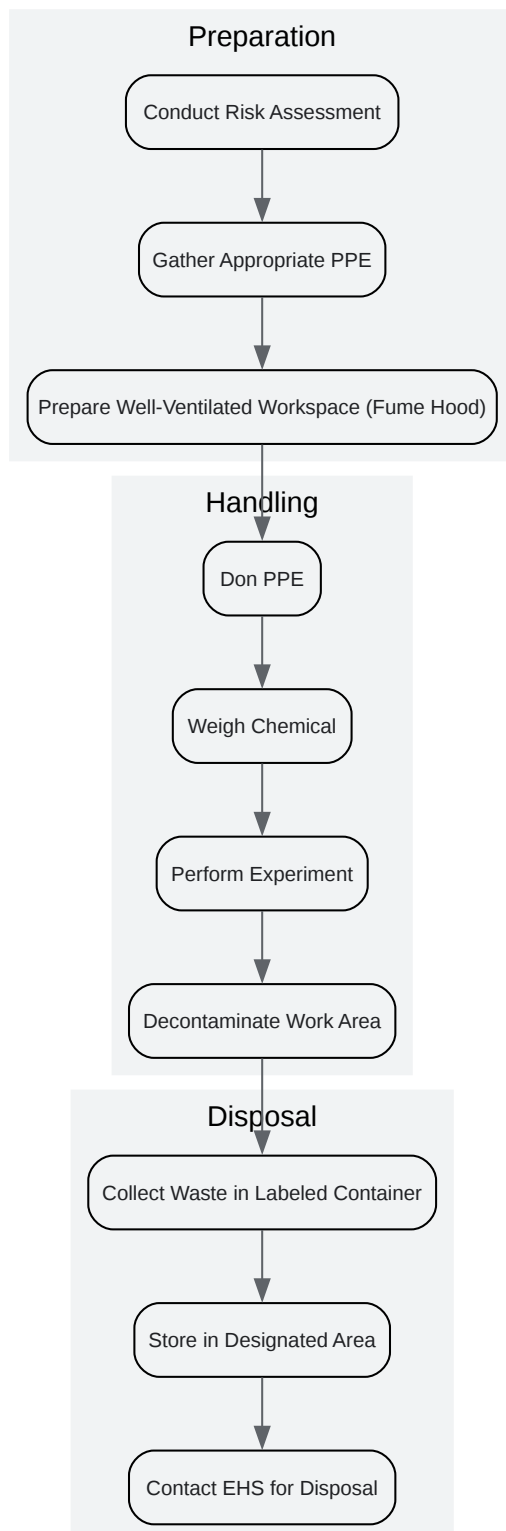 Preparation
Conduct Risk Assessment
Gather Appropriate PPE
Prepare Well-Ventilated Workspace (Fume Hood)
Handling
Don PPE
Weigh Chemical
Perform Experiment
Decontaminate Work Area
Disposal
Collect Waste in Labeled Container
Store in Designated Area
Contact EHS for Disposal